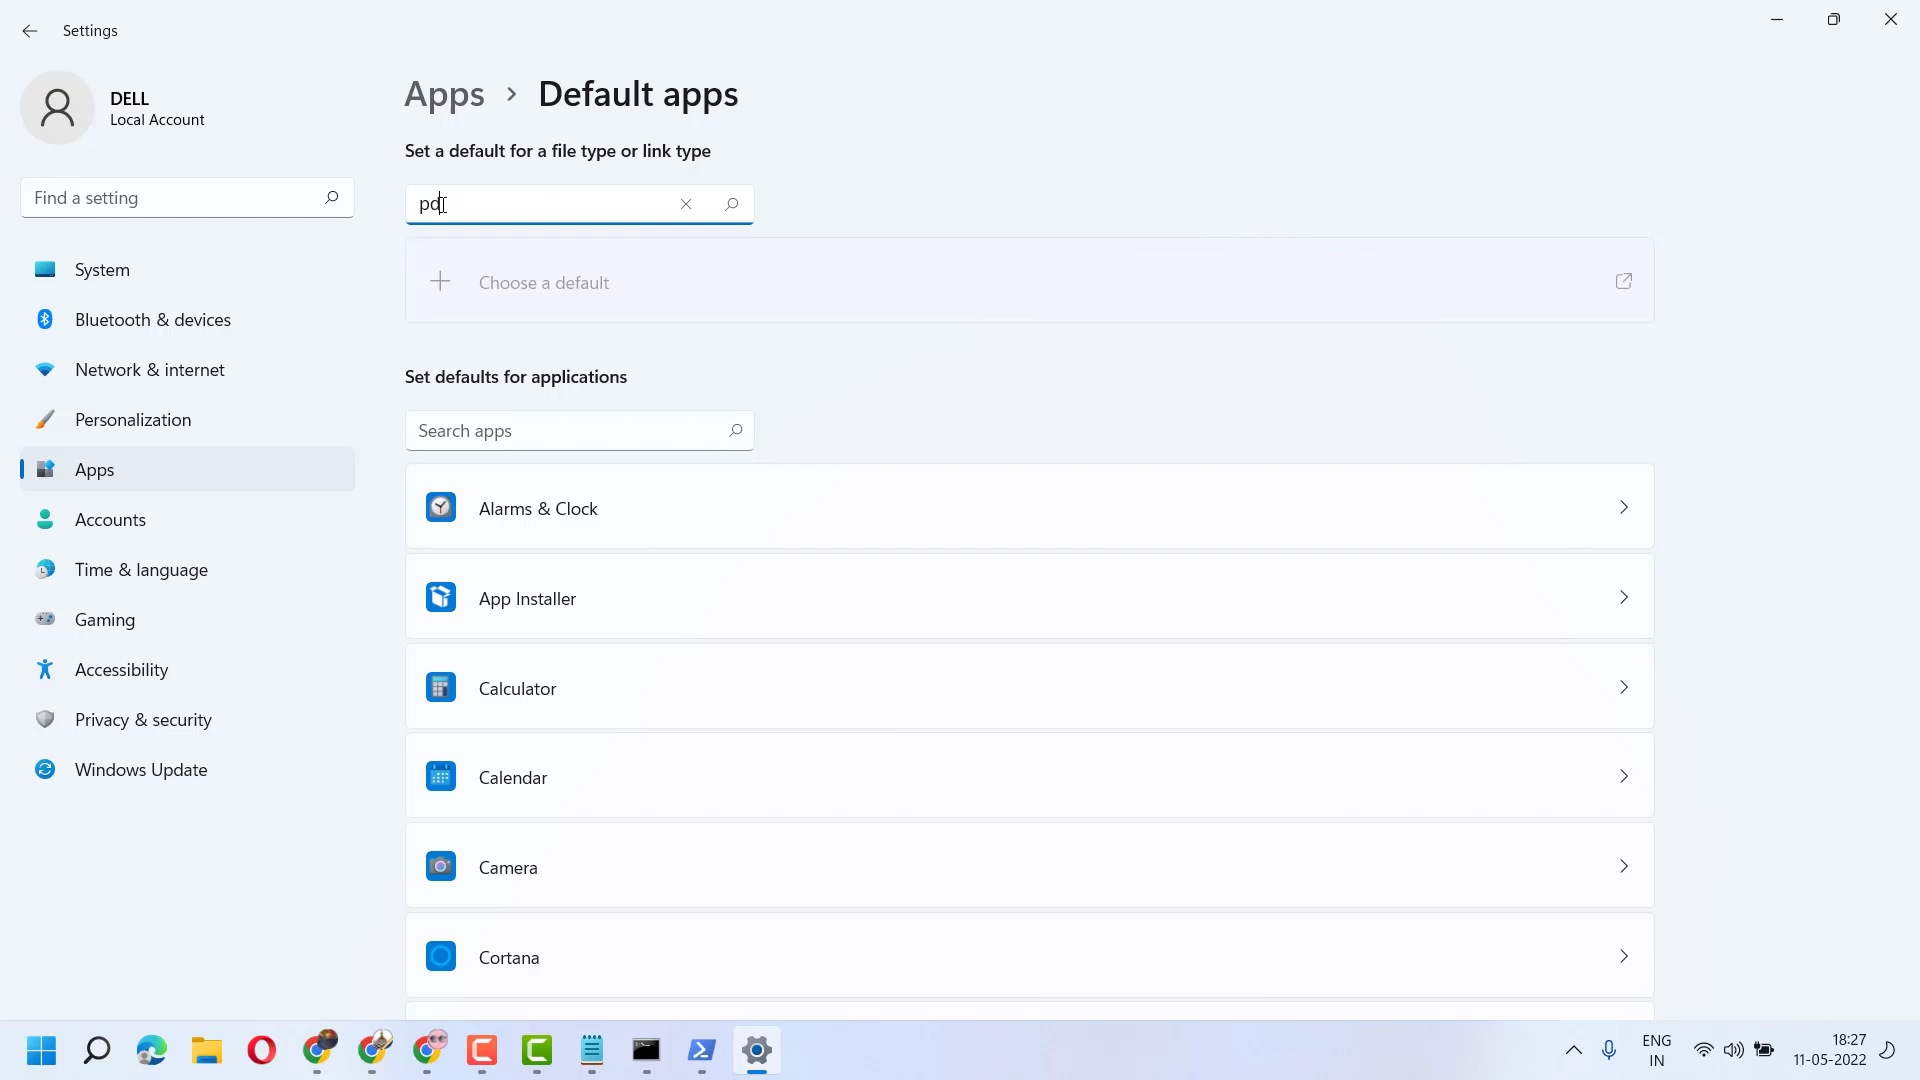 Settings
DELL
Local Account
Find a setting
System
Bluetooth & devices
Network & internet
Personalization
Apps
Accounts
Time & language
Gaming
Accessibility
Privacy & security
Windows Update
Apps > Default apps
Set a default for a file type or link type
pd
Choose a default
Set defaults for applications
Search apps
Alarms & Clock
App Installer
Calculator
Calendar
Camera
Cortana
ENG
IN
18:27
11-05-2022